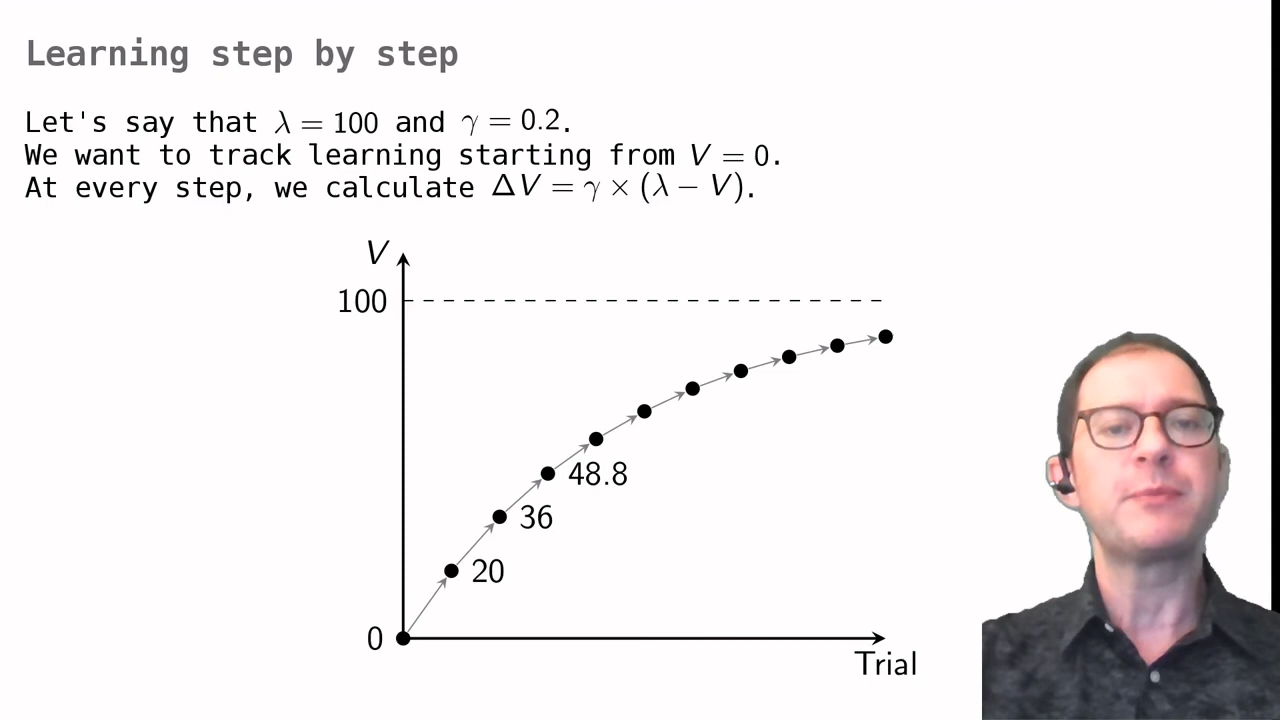 Learning step by step
Let's say that λ = 100 and γ = 0.2.
We want to track learning starting from V = 0.
At every step, we calculate ΔV = γ × (λ − V).
V
100
48.8
36
20
0
Trial